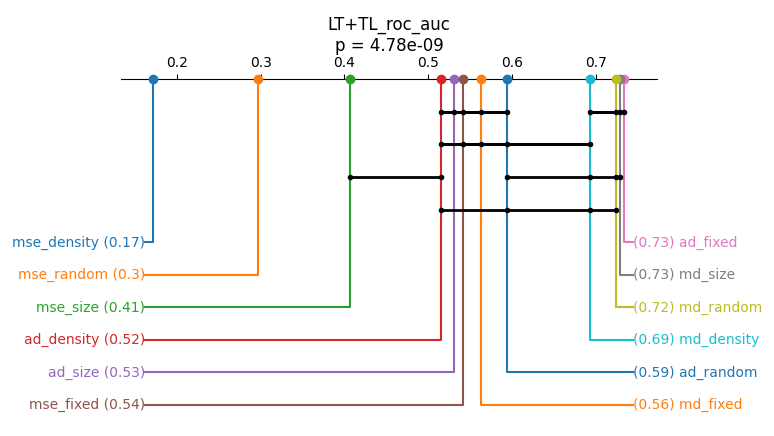 LT+TL_roc_auc
p = 4.78e-09
0.2 0.3 0.4 0.5 0.6 0.7
mse_density (0.17)
(0.73) ad_fixed
mse_random (0.3)
(0.73) md_size
mse_size (0.41)
(0.72) md_random
ad_density (0.52)
(0.69) md_density
ad_size (0.53)
(0.59) ad_random
mse_fixed (0.54)
(0.56) md_fixed